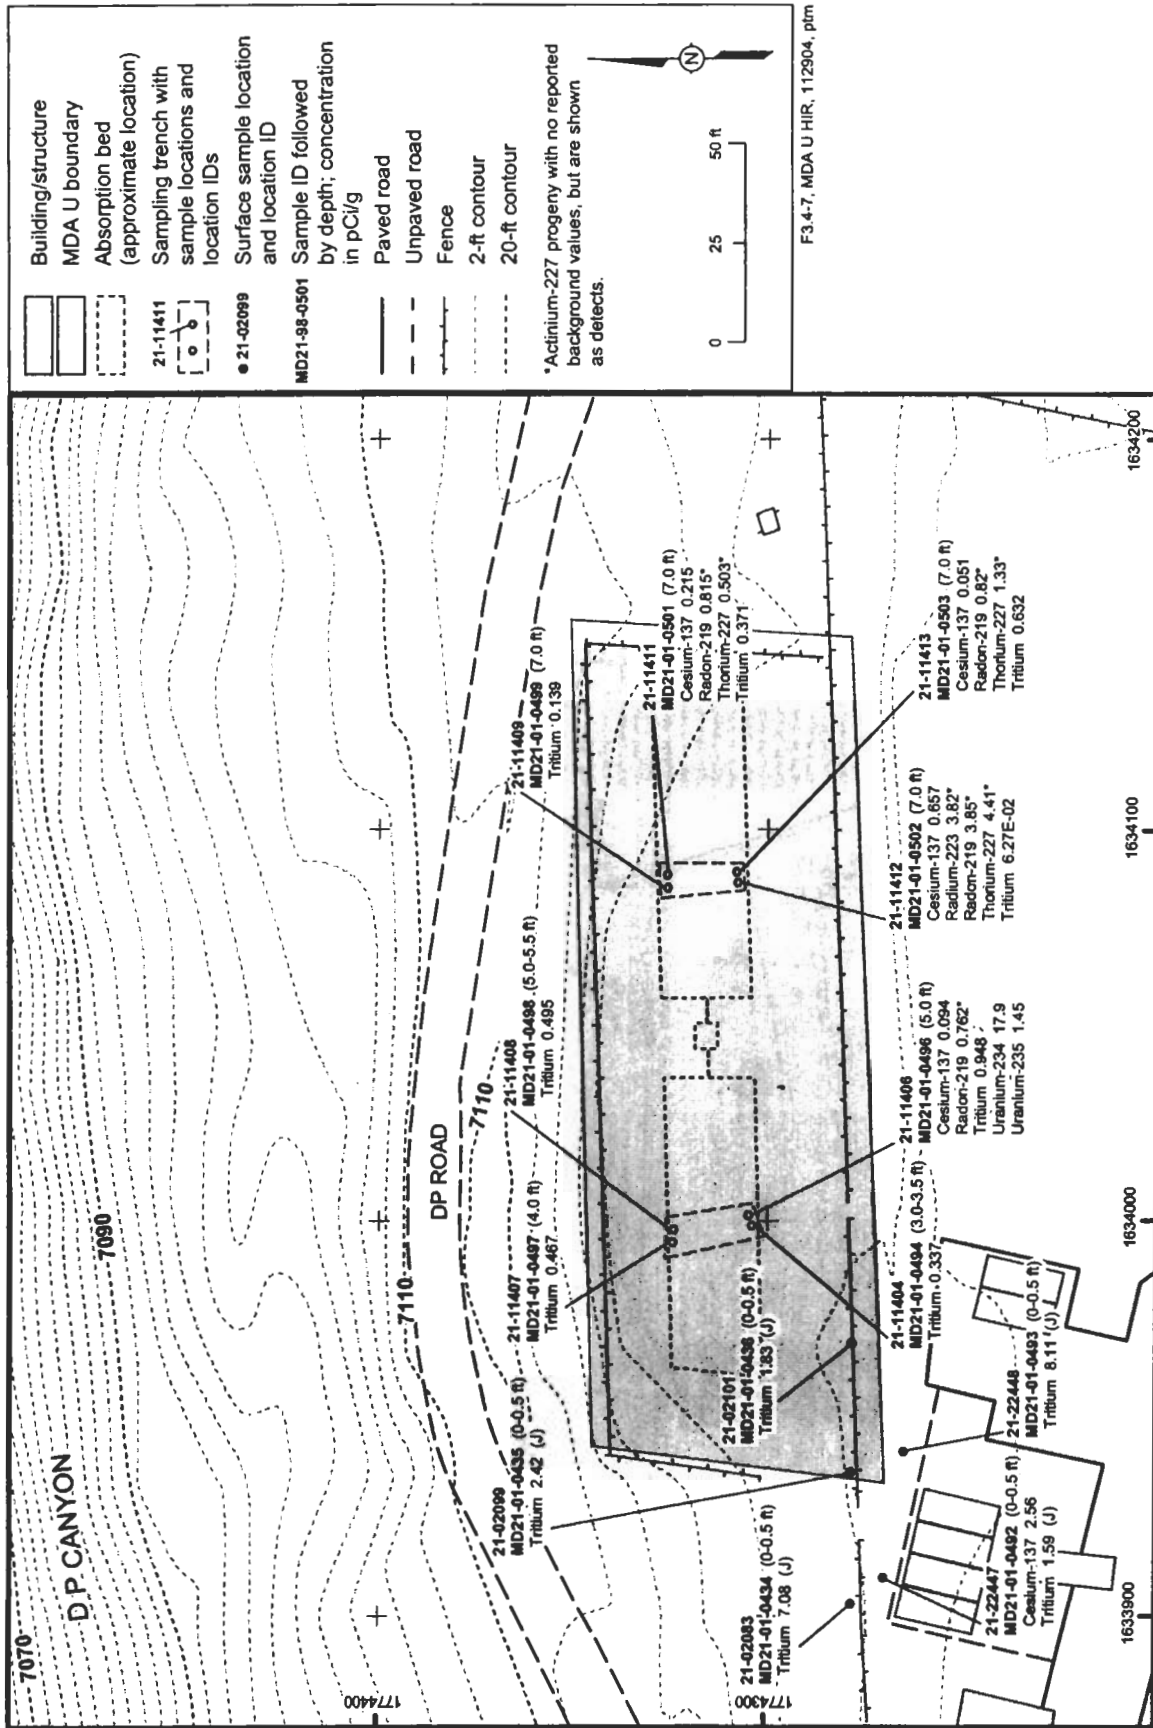 D P CANYON
7070
7090
7110
7110
DP ROAD
21-02099
MD21-01-0435 (0-0.5 ft)
Tritium 2.42 (J)
21-11407
MD21-01-0497 (4.0 ft)
Tritium 0.467
21-11408
MD21-01-0498 (5.0-5.5 ft)
Tritium 0.495
21-11409
MD21-01-0499 (7.0 ft)
Tritium 0.139
21-11411
MD21-01-0501 (7.0 ft)
Cesium-137 0.215
Radon-219 0.815*
Thorium-227 0.503*
Tritium 0.371
21-02083
MD21-01-0434 (0-0.5 ft)
Tritium 7.08 (J)
21-02101
MD21-01-0436 (0-0.5 ft)
Tritium 1.83 (J)
21-11404
MD21-01-0494 (3.0-3.5 ft)
Tritium 0.337
21-11406
MD21-01-0496 (5.0 ft)
Cesium-137 0.094
Radon-219 0.762*
Tritium 0.948
Uranium-234 17.9
Uranium-235 1.45
21-11412
MD21-01-0502 (7.0 ft)
Cesium-137 0.657
Radium-223 3.82*
Radon-219 3.85*
Thorium-227 4.41*
Tritium 6.27E-02
21-11413
MD21-01-0503 (7.0 ft)
Cesium-137 0.051
Radon-219 0.82*
Thorium-227 1.33*
Tritium 0.632
21-22447
MD21-01-0492 (0-0.5 ft)
Cesium-137 2.56
Tritium 1.59 (J)
21-22448
MD21-01-0493 (0-0.5 ft)
Tritium 8.11 (J)
1774400
1774300
1633900
1634000
1634100
1634200
Building/structure
MDA U boundary
Absorption bed
(approximate location)
21-11411
Sampling trench with
sample locations and
location IDs
21-02099
Surface sample location
and location ID
MD21-98-0501
Sample ID followed
by depth; concentration
in pCi/g
Paved road
Unpaved road
Fence
2-ft contour
20-ft contour
*Actinium-227 progeny with no reported
background values, but are shown
as detects.
0 25 50 ft
N
F3.4-7, MDA U HIR, 112904, ptm